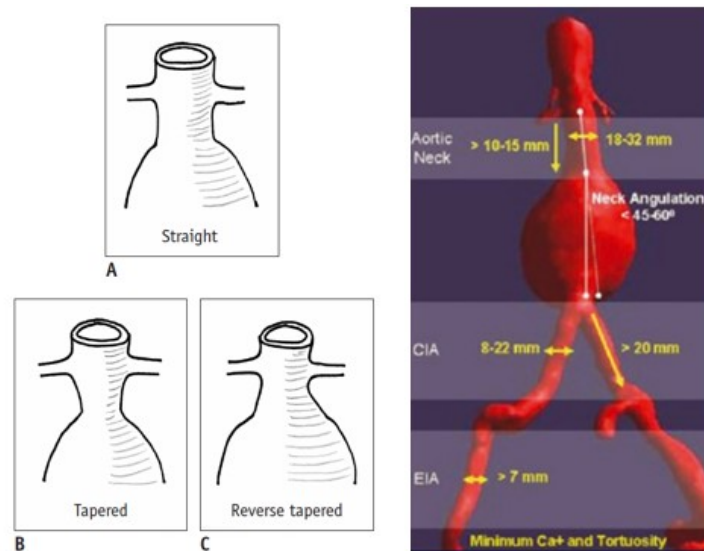 Straight
A
Tapered
B
Reverse tapered
C
Aortic
Neck
> 10-15 mm
18-32 mm
Neck Angulation
< 45-60º
CIA
8-22 mm
> 20 mm
EIA
> 7 mm
Minimum Ca+ and Tortuosity